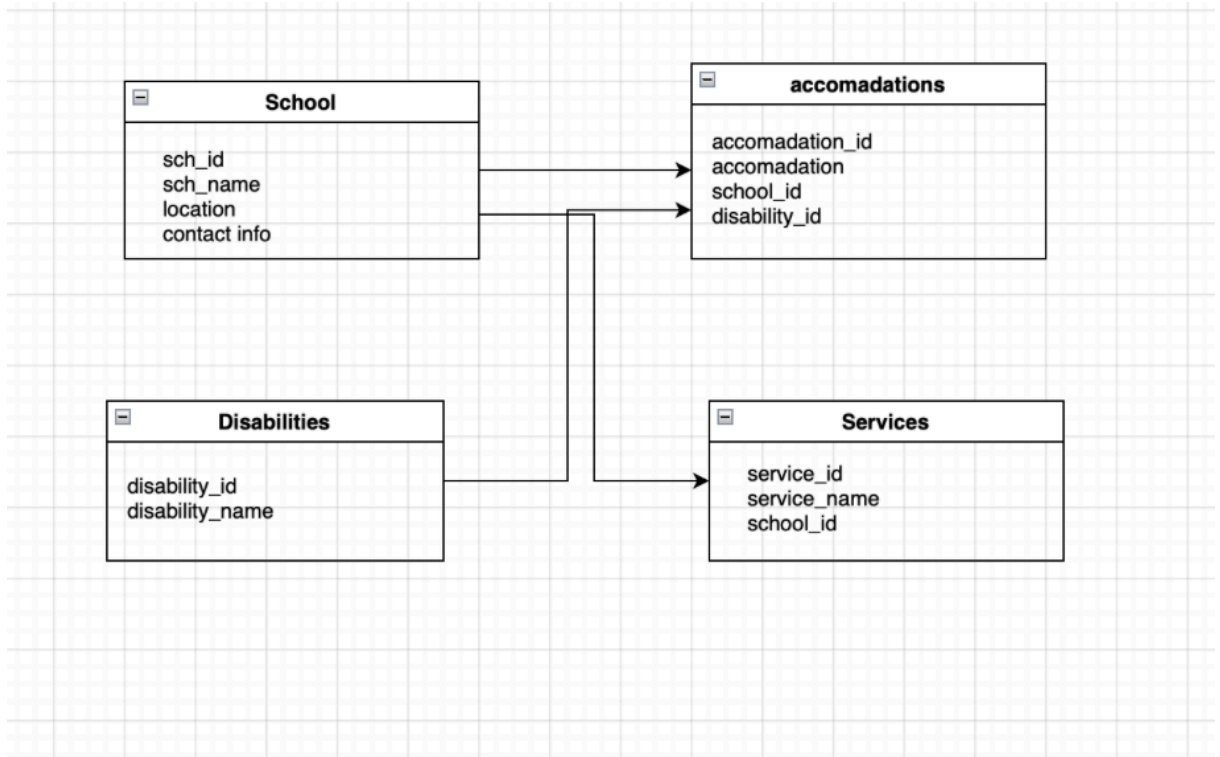 School
sch_id
sch_name
location
contact info
accomadations
accomadation_id
accomadation
school_id
disability_id
Disabilities
disability_id
disability_name
Services
service_id
service_name
school_id